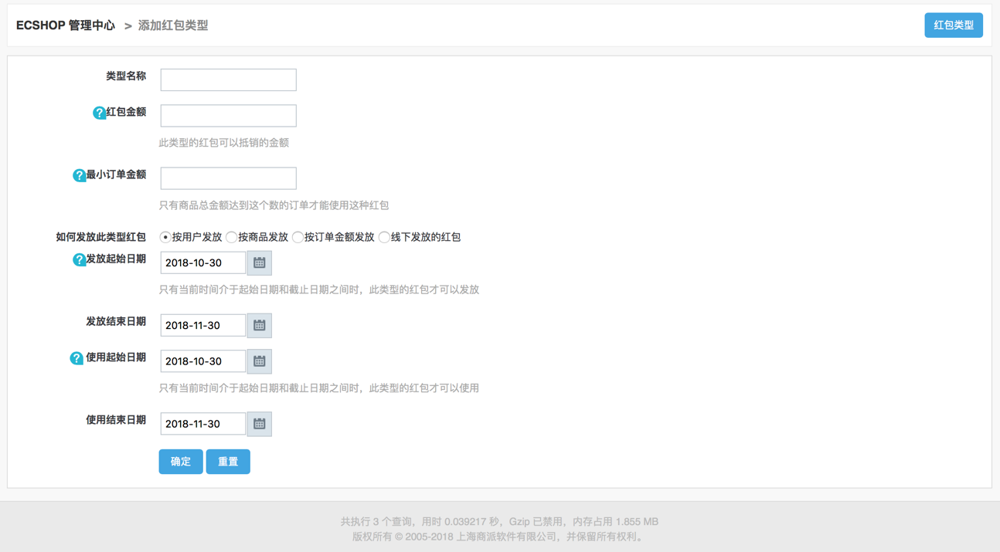 ECSHOP 管理中心 > 添加红包类型
红包类型
类型名称
?红包金额
此类型的红包可以抵销的金额
?最小订单金额
只有商品总金额达到这个数的订单才能使用这种红包
如何发放此类型红包 按用户发放 按商品发放 按订单金额发放 线下发放的红包
?发放起始日期 2018-10-30
只有当前时间介于起始日期和截止日期之间时，此类型的红包才可以发放
发放结束日期 2018-11-30
? 使用起始日期 2018-10-30
只有当前时间介于起始日期和截止日期之间时，此类型的红包才可以使用
使用结束日期 2018-11-30
确定 重置
共执行 3 个查询，用时 0.039217 秒，Gzip 已禁用，内存占用 1.855 MB
版权所有 © 2005-2018 上海商派软件有限公司，并保留所有权利。